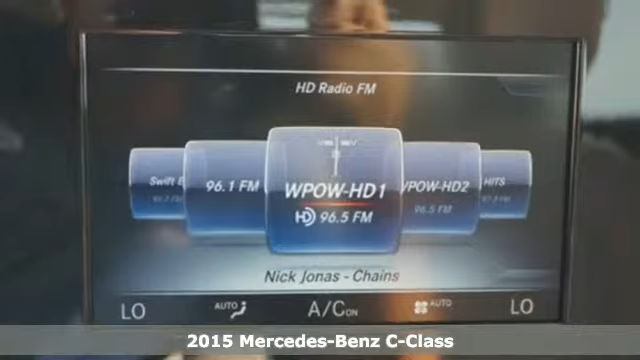 HD Radio FM
Swift
96.1 FM
WPOW-HD1
HD 96.5 FM
WPOW-HD2
96.5 FM
HITS
Nick Jonas - Chains
LO
AUTO
A/C ON
AUTO
LO
2015 Mercedes-Benz C-Class